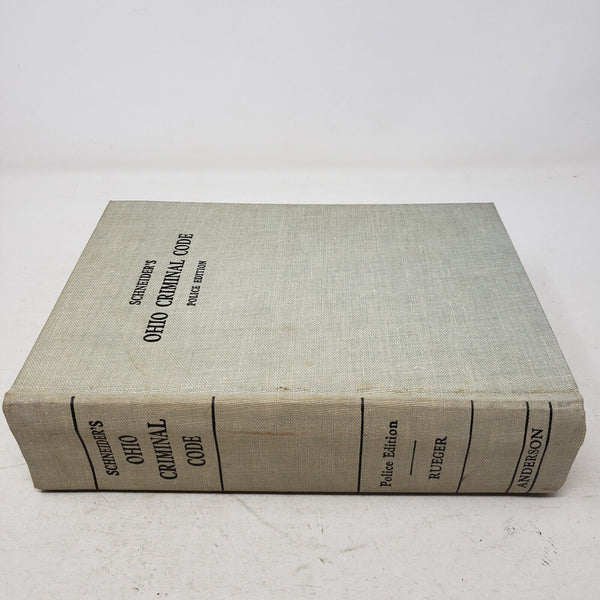 SCHNEIDER'S
OHIO CRIMINAL CODE
POLICE EDITION
SCHNEIDER'S
OHIO
CRIMINAL
CODE
Police Edition
RUEGER
ANDERSON